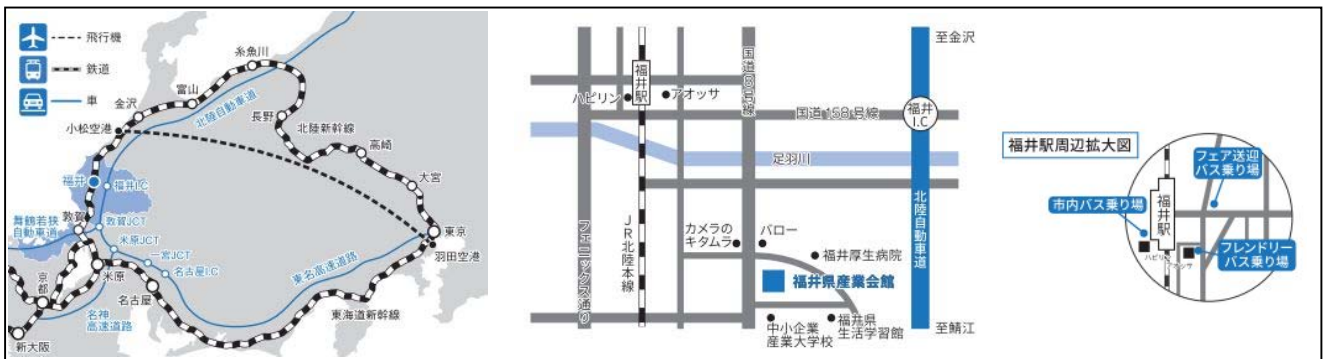 飛行機
鉄道
車
糸魚川
富山
金沢
北陸自動車道
小松空港
長野
北陸新幹線
高崎
大宮
福井
福井I.C
敦賀
舞鶴若狭
自動車道
敦賀JCT
米原JCT
一宮JCT
名古屋I.C
東京
羽田空港
東名高速道路
京都
米原
名古屋
名神
高速道路
東海道新幹線
新大阪
至金沢
国道8号線
福井駅
ハピリン
アオッサ
国道158号線
福井
I.C
足羽川
北陸自動車道
フェニックス通り
JR北陸本線
カメラの
キタムラ
バロー
福井厚生病院
福井県産業会館
中小企業
産業大学校
福井県
生活学習館
至鯖江
福井駅周辺拡大図
フェア送迎
バス乗り場
市内バス乗り場
福井駅
ハピリン
アオッサ
フレンドリー
バス乗り場